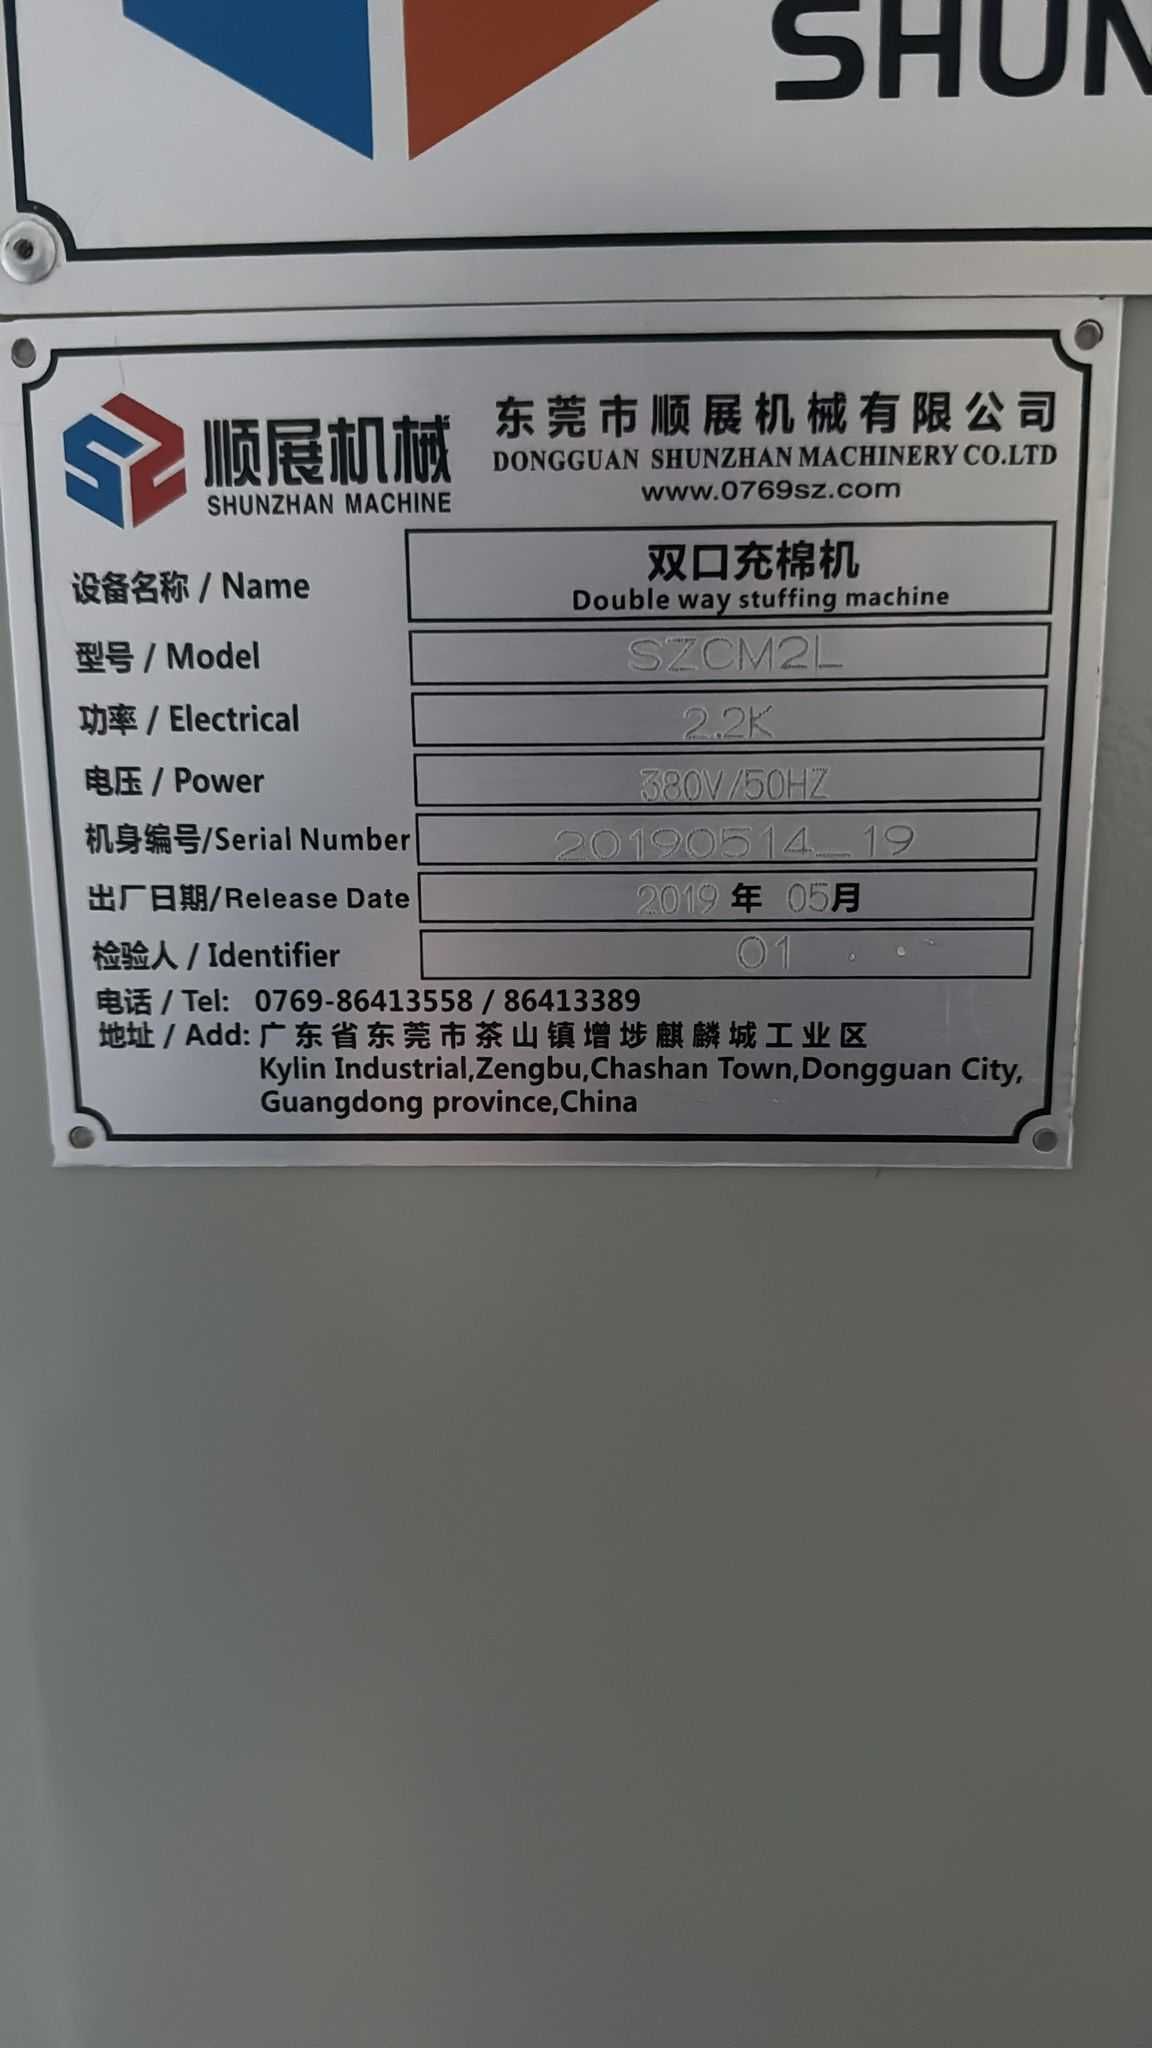 SHUN
顺展机械
SHUNZHAN MACHINE
东莞市顺展机械有限公司
DONGGUAN SHUNZHAN MACHINERY CO.LTD
www.0769sz.com
设备名称 / Name 双口充棉机
Double way stuffing machine
型号 / Model SZCM2L
功率 / Electrical 2.2K
电压 / Power 380V/50HZ
机身编号/Serial Number 20190514_19
出厂日期/Release Date 2019 年 05月
检验人 / Identifier 01
电话 / Tel: 0769-86413558 / 86413389
地址 / Add: 广东省东莞市茶山镇增埗麒麟城工业区
Kylin Industrial,Zengbu,Chashan Town,Dongguan City,
Guangdong province,China